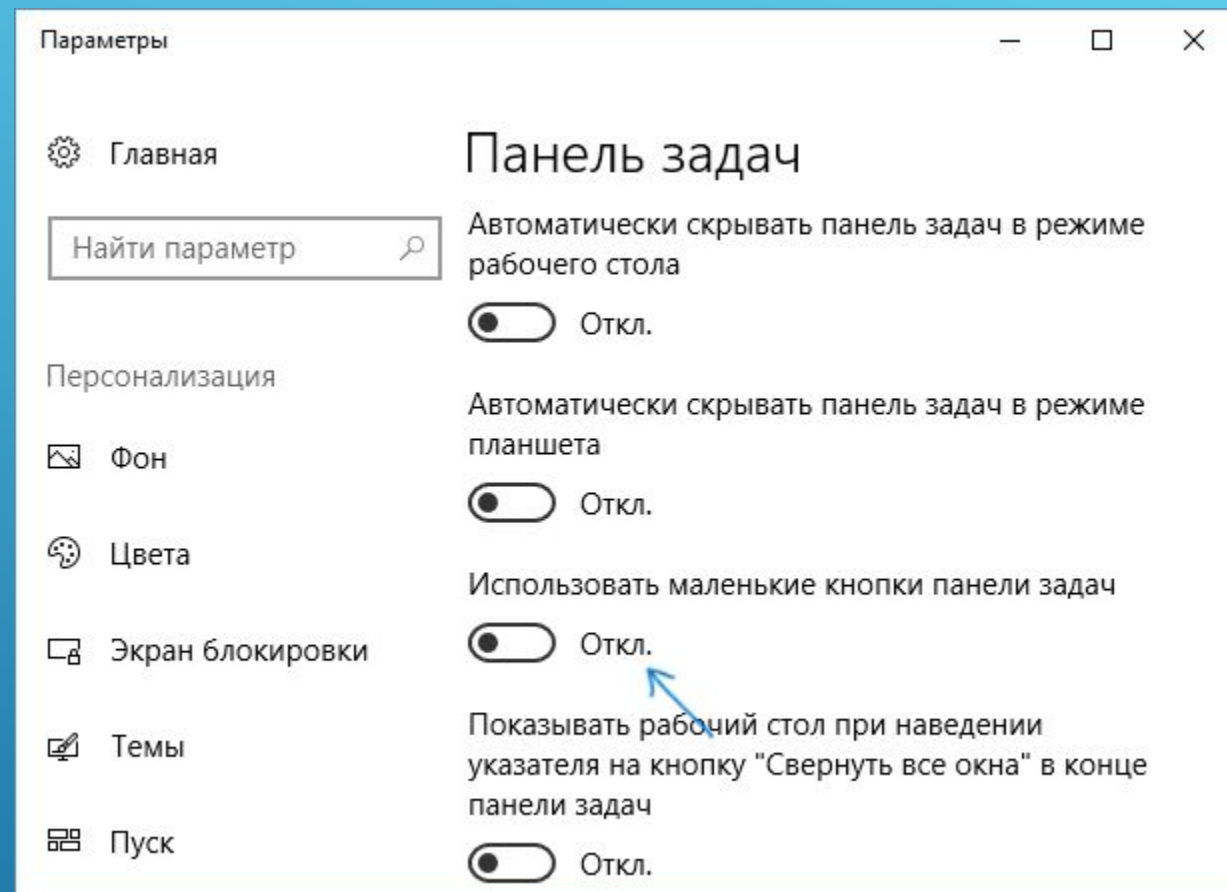 Параметры
Главная
Найти параметр
Персонализация
Фон
Цвета
Экран блокировки
Темы
Пуск
Панель задач
Автоматически скрывать панель задач в режиме
рабочего стола
Откл.
Автоматически скрывать панель задач в режиме
планшета
Откл.
Использовать маленькие кнопки панели задач
Откл.
Показывать рабочий стол при наведении
указателя на кнопку "Свернуть все окна" в конце
панели задач
Откл.